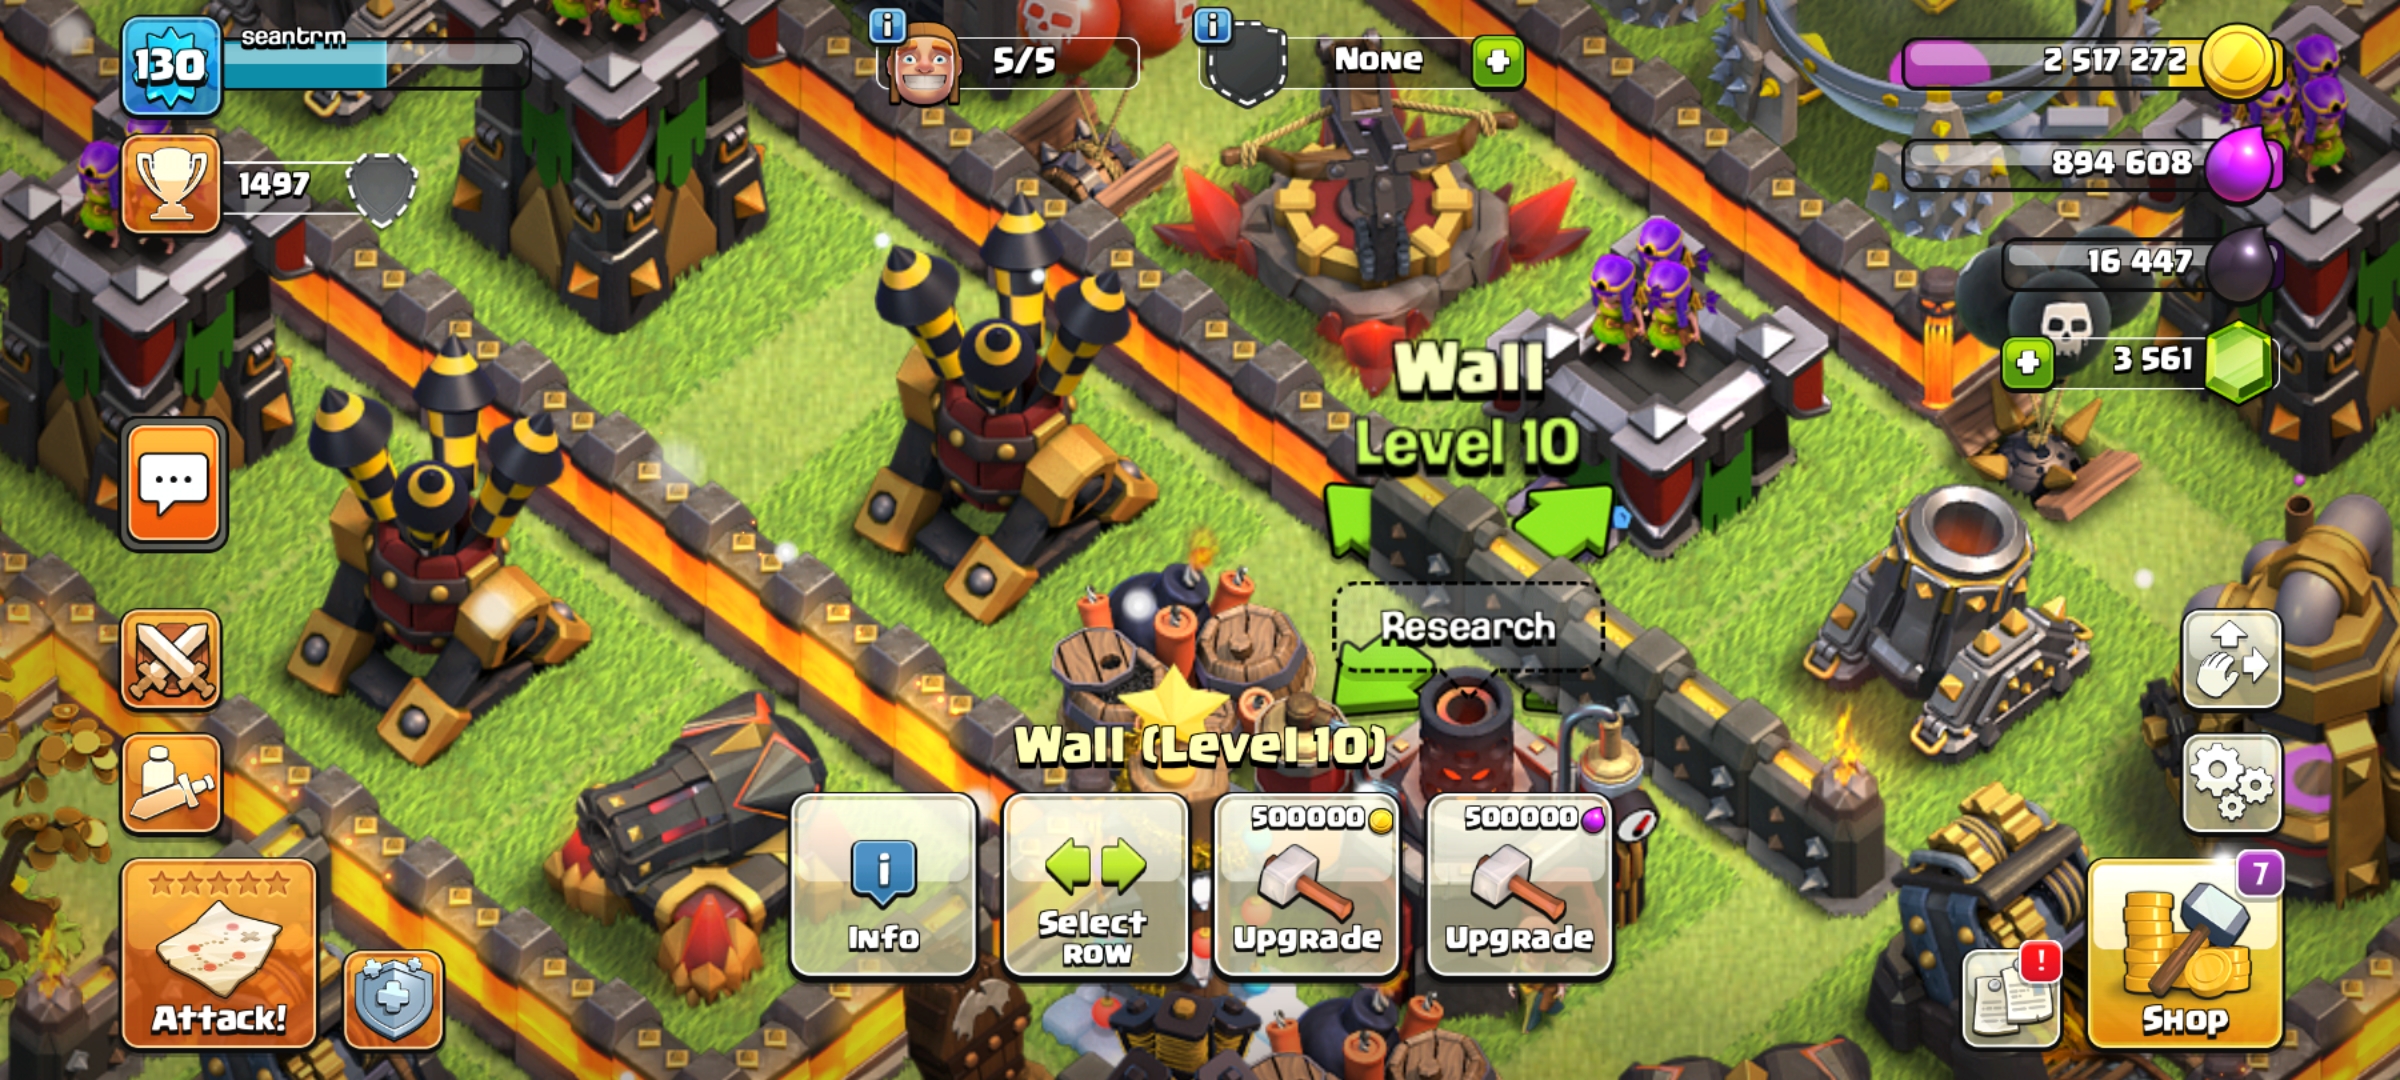 130
seantrm
5/5
None
2 517 272
1497
894 608
16 447
3 561
Wall
Level 10
Research
Wall (Level 10)
500000
500000
Info
Select
Row
Upgrade
Upgrade
Attack!
7
!
Shop